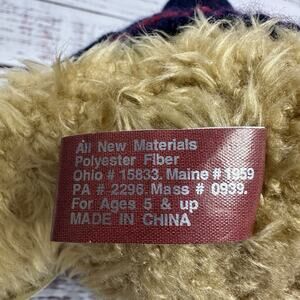 All New Materials
Polyester Fiber
Ohio # 15833. Maine # 1959
PA # 2296. Mass # 0939.
For Ages 5 & up
MADE IN CHINA